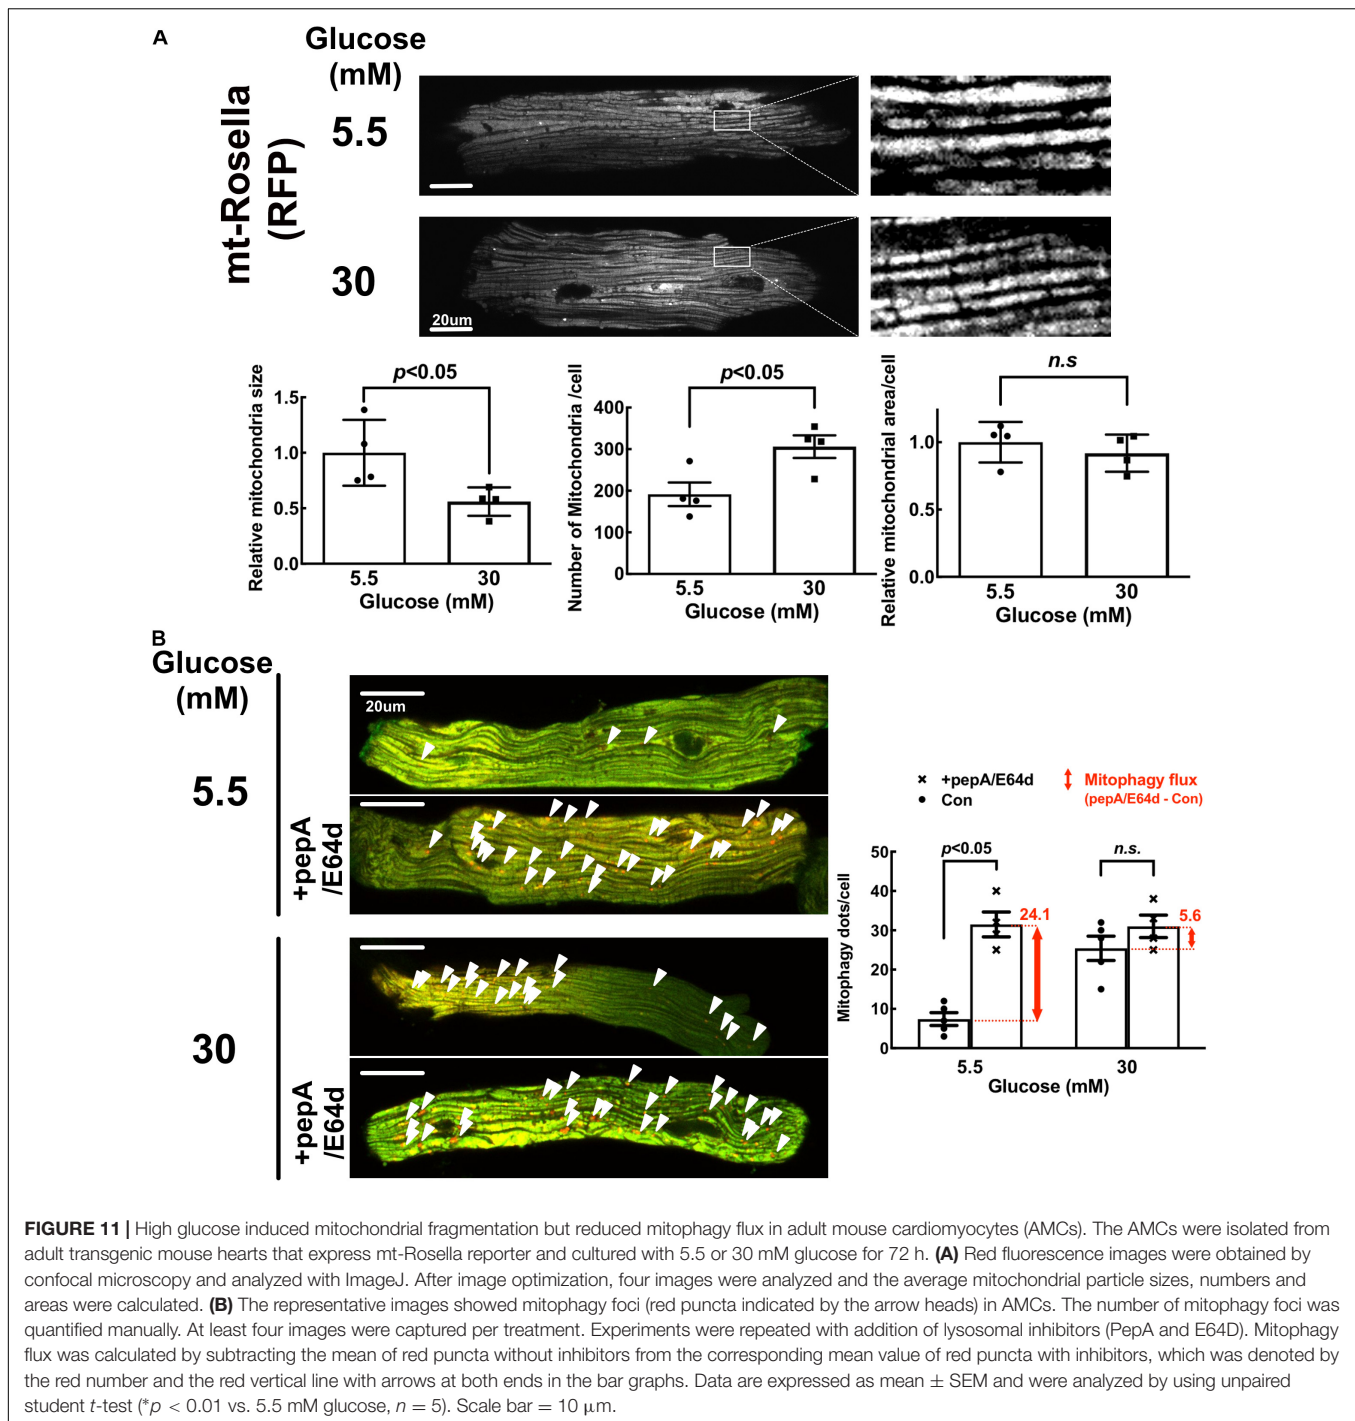 A
Glucose
(mM)
mt-Rosella
(RFP)
5.5
30
20um
p<0.05
Relative mitochondria size
1.5
1.0
0.5
0.0
5.5
30
Glucose (mM)
p<0.05
Number of Mitochondria /cell
400
300
200
100
0
5.5
30
Glucose (mM)
n.s
Relative mitochondrial area/cell
1.0
0.5
0.0
5.5
30
Glucose (mM)
B
Glucose
(mM)
5.5
20um
+pepA
/E64d
30
+pepA
/E64d
+pepA/E64d
Con
Mitophagy flux
(pepA/E64d - Con)
Mitophagy dots/cell
50
40
30
20
10
0
p<0.05
24.1
n.s.
5.6
5.5
30
Glucose (mM)
FIGURE 11 | High glucose induced mitochondrial fragmentation but reduced mitophagy flux in adult mouse cardiomyocytes (AMCs). The AMCs were isolated from
adult transgenic mouse hearts that express mt-Rosella reporter and cultured with 5.5 or 30 mM glucose for 72 h. (A) Red fluorescence images were obtained by
confocal microscopy and analyzed with ImageJ. After image optimization, four images were analyzed and the average mitochondrial particle sizes, numbers and
areas were calculated. (B) The representative images showed mitophagy foci (red puncta indicated by the arrow heads) in AMCs. The number of mitophagy foci was
quantified manually. At least four images were captured per treatment. Experiments were repeated with addition of lysosomal inhibitors (PepA and E64D). Mitophagy
flux was calculated by subtracting the mean of red puncta without inhibitors from the corresponding mean value of red puncta with inhibitors, which was denoted by
the red number and the red vertical line with arrows at both ends in the bar graphs. Data are expressed as mean ± SEM and were analyzed by using unpaired
student t-test (*p < 0.01 vs. 5.5 mM glucose, n = 5). Scale bar = 10 μm.